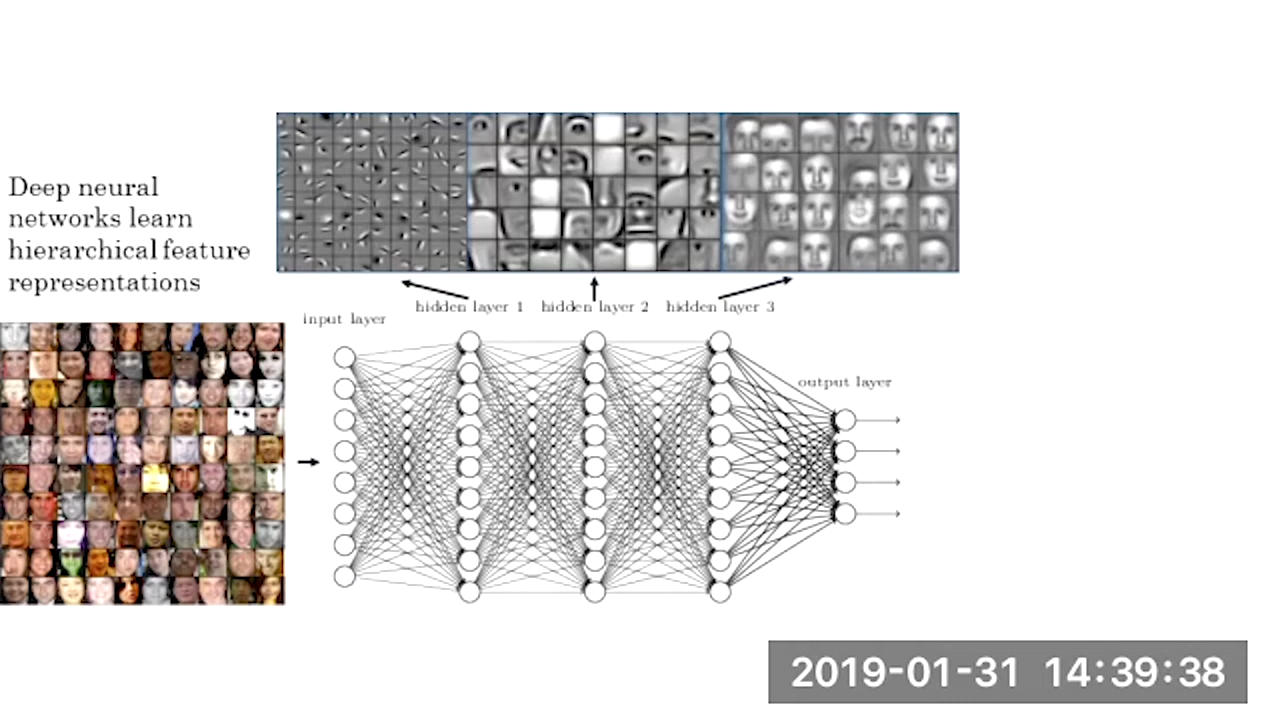 Deep neural
networks learn
hierarchical feature
representations
hidden layer 1 hidden layer 2 hidden layer 3
input layer
output layer
2019-01-31 14:39:38